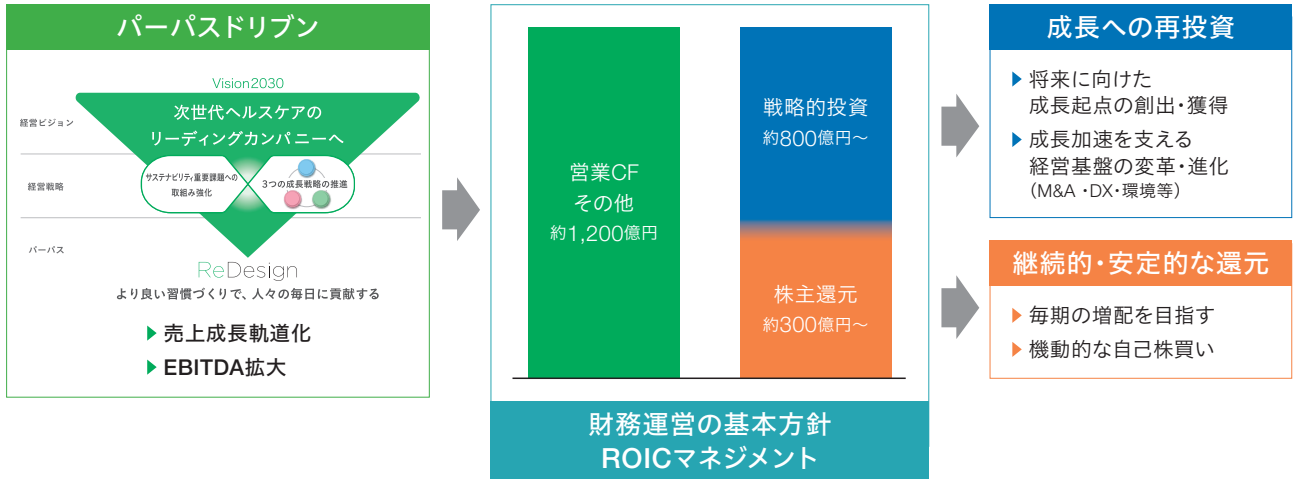 パーパスドリブン
Vision2030
経営ビジョン
次世代ヘルスケアの
リーディングカンパニーへ
経営戦略
サステナビリティ重要課題への
取組み強化
3つの成長戦略の推進
パーパス
ReDesign
より良い習慣づくりで、人々の毎日に貢献する
売上成長軌道化
EBITDA拡大
営業CF
その他
約1,200億円
戦略的投資
約800億円～
株主還元
約300億円～
財務運営の基本方針
ROICマネジメント
成長への再投資
将来に向けた
成長起点の創出・獲得
成長加速を支える
経営基盤の変革・進化
（M&A・DX・環境等）
継続的・安定的な還元
毎期の増配を目指す
機動的な自己株買い